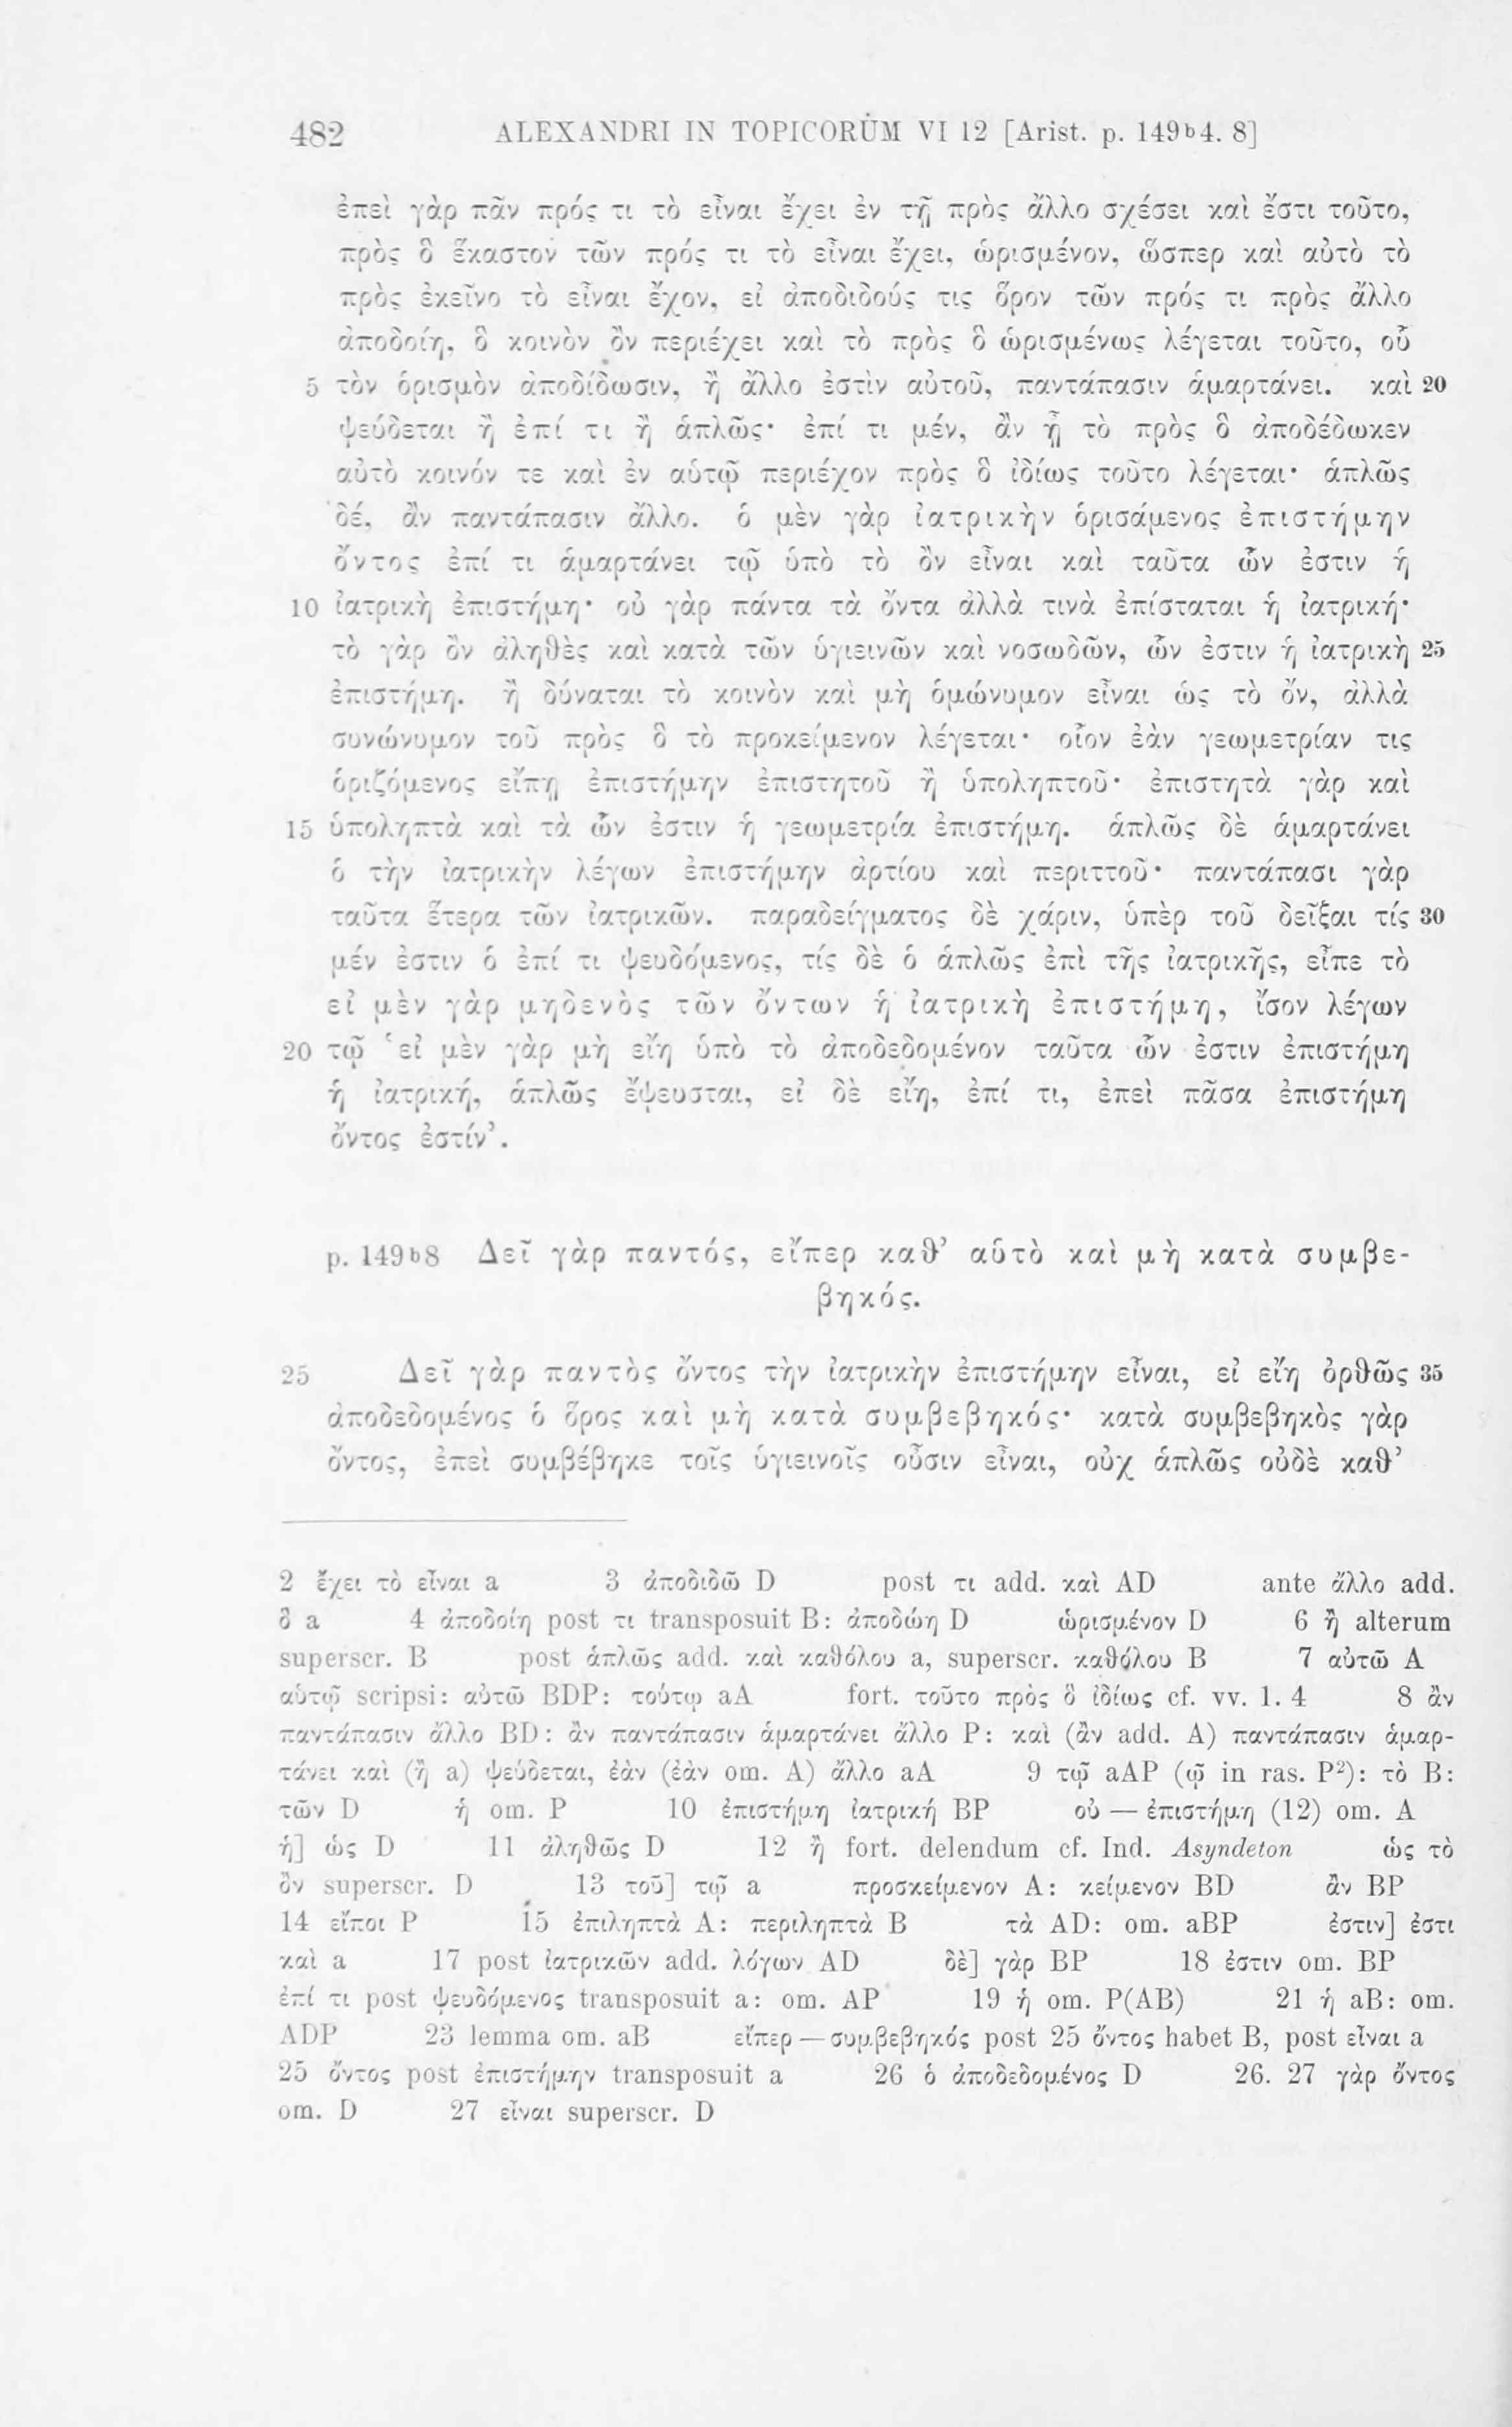 482 ALEXANDRI IN TOPICORUM VI 12 [Arist. p. 149b4. 8]
ἐπεὶ γὰρ πᾶν πρός τι τὸ εἶναι ἔχει ἐν τῇ πρὸς ἄλλο σχέσει καὶ ἔστι τοῦτο,
πρὸς ὃ ἕκαστον τῶν πρός τι τὸ εἶναι ἔχει, ὡρισμένον, ὥσπερ καὶ αὐτὸ τὸ
πρὸς ἐκεῖνο τὸ εἶναι ἔχον, εἰ ἀποδιδούς τις ὅρον τῶν πρός τι πρὸς ἄλλο
ἀποδοίη, ὃ κοινὸν ὂν περιέχει καὶ τὸ πρὸς ὃ ὡρισμένως λέγεται τοῦτο, οὗ
5 τὸν ὁρισμὸν ἀποδίδωσιν, ἢ ἄλλο ἐστὶν αὐτοῦ, παντάπασιν ἁμαρτάνει. καὶ 20
ψεύδεται ἢ ἐπί τι ἢ ἁπλῶς· ἐπί τι μέν, ἂν ᾖ τὸ πρὸς ὃ ἀποδέδωκεν
αὐτὸ κοινόν τε καὶ ἐν αὑτῷ περιέχον πρὸς ὃ ἰδίως τοῦτο λέγεται· ἁπλῶς
δέ, ἂν παντάπασιν ἄλλο. ὁ μὲν γὰρ ἰατρικὴν ὁρισάμενος ἐπιστήμην
ὄντος ἐπί τι ἁμαρτάνει τῷ ὑπὸ τὸ ὂν εἶναι καὶ ταῦτα ὧν ἐστιν ἡ
10 ἰατρικὴ ἐπιστήμη· οὐ γὰρ πάντα τὰ ὄντα ἀλλὰ τινὰ ἐπίσταται ἡ ἰατρική·
τὸ γὰρ ὂν ἀληθὲς καὶ κατὰ τῶν ὑγιεινῶν καὶ νοσωδῶν, ὧν ἐστιν ἡ ἰατρικὴ 25
ἐπιστήμη. ἢ δύναται τὸ κοινὸν καὶ μὴ ὁμώνυμον εἶναι ὡς τὸ ὄν, ἀλλὰ
συνώνυμον τοῦ πρὸς ὃ τὸ προκείμενον λέγεται· οἷον ἐὰν γεωμετρίαν τις
ὁριζόμενος εἴπῃ ἐπιστήμην ἐπιστητοῦ ἢ ὑποληπτοῦ· ἐπιστητὰ γὰρ καὶ
15 ὑποληπτὰ καὶ τὰ ὧν ἐστιν ἡ γεωμετρία ἐπιστήμη. ἁπλῶς δὲ ἁμαρτάνει
ὁ τὴν ἰατρικὴν λέγων ἐπιστήμην ἀρτίου καὶ περιττοῦ· παντάπασι γὰρ
ταῦτα ἕτερα τῶν ἰατρικῶν. παραδείγματος δὲ χάριν, ὑπὲρ τοῦ δεῖξαι τίς 30
μέν ἐστιν ὁ ἐπί τι ψευδόμενος, τίς δὲ ὁ ἁπλῶς ἐπὶ τῆς ἰατρικῆς, εἶπε τὸ
εἰ μὲν γὰρ μηδενὸς τῶν ὄντων ἡ ἰατρικὴ ἐπιστήμη, ἴσον λέγων
20 τῷ ‛εἰ μὲν γὰρ μὴ εἴη ὑπὸ τὸ ἀποδεδομένον ταῦτα ὧν ἐστιν ἐπιστήμη
ἡ ἰατρική, ἁπλῶς ἔψευσται, εἰ δὲ εἴη, ἐπί τι, ἐπεὶ πᾶσα ἐπιστήμη
ὄντος ἐστίν’.
p. 149b8 Δεῖ γὰρ παντός, εἴπερ καθ’ αὑτὸ καὶ μὴ κατὰ συμβε-
βηκός.
25 Δεῖ γὰρ παντὸς ὄντος τὴν ἰατρικὴν ἐπιστήμην εἶναι, εἰ εἴη ὀρθῶς 35
ἀποδεδομένος ὁ ὅρος καὶ μὴ κατὰ συμβεβηκός· κατὰ συμβεβηκὸς γὰρ
ὄντος, ἐπεὶ συμβέβηκε τοῖς ὑγιεινοῖς οὖσιν εἶναι, οὐχ ἁπλῶς οὐδὲ καθ’
2 ἔχει τὸ εἶναι a 3 ἀποδιδῶ D post τι add. καὶ AD ante ἄλλο add.
ὃ a 4 ἀποδοίη post τι transposuit B: ἀποδώη D ὡρισμένον D 6 ἢ alterum
superscr. B post ἁπλῶς add. καὶ καθόλου a, superscr. καθόλου B 7 αὐτῶ A
αὑτῷ scripsi: αὐτῶ BDP: τούτῳ aA fort. τοῦτο πρὸς ὃ ἰδίως cf. vv. 1. 4 8 ἂν
παντάπασιν ἄλλο BD: ἂν παντάπασιν ἁμαρτάνει ἄλλο P: καὶ (ἂν add. A) παντάπασιν ἁμαρ-
τάνει καὶ (ἢ a) ψεύδεται, ἐὰν (ἐὰν om. A) ἄλλο aA 9 τῷ aAP (ῷ in ras. P²): τὸ B:
τῶν D ἡ om. P 10 ἐπιστήμη ἰατρική BP οὐ — ἐπιστήμη (12) om. A
ἡ] ὡς D 11 ἀληθῶς D 12 ἢ fort. delendum cf. Ind. Asyndeton ὡς τὸ
ὂν superscr. D 13 τοῦ] τῷ a προσκείμενον A: κείμενον BD ἂν BP
14 εἴποι P 15 ἐπιληπτὰ A: περιληπτὰ B τὰ AD: om. aBP ἐστιν] ἐστι
καὶ a 17 post ἰατρικῶν add. λόγων AD δὲ] γὰρ BP 18 ἐστιν om. BP
ἐπί τι post ψευδόμενος transposuit a: om. AP 19 ἡ om. P(AB) 21 ἡ aB: om.
ADP 23 lemma om. aB εἴπερ — συμβεβηκός post 25 ὄντος habet B, post εἶναι a
25 ὄντος post ἐπιστήμην transposuit a 26 ὁ ἀποδεδομένος D 26. 27 γὰρ ὄντος
om. D 27 εἶναι superscr. D